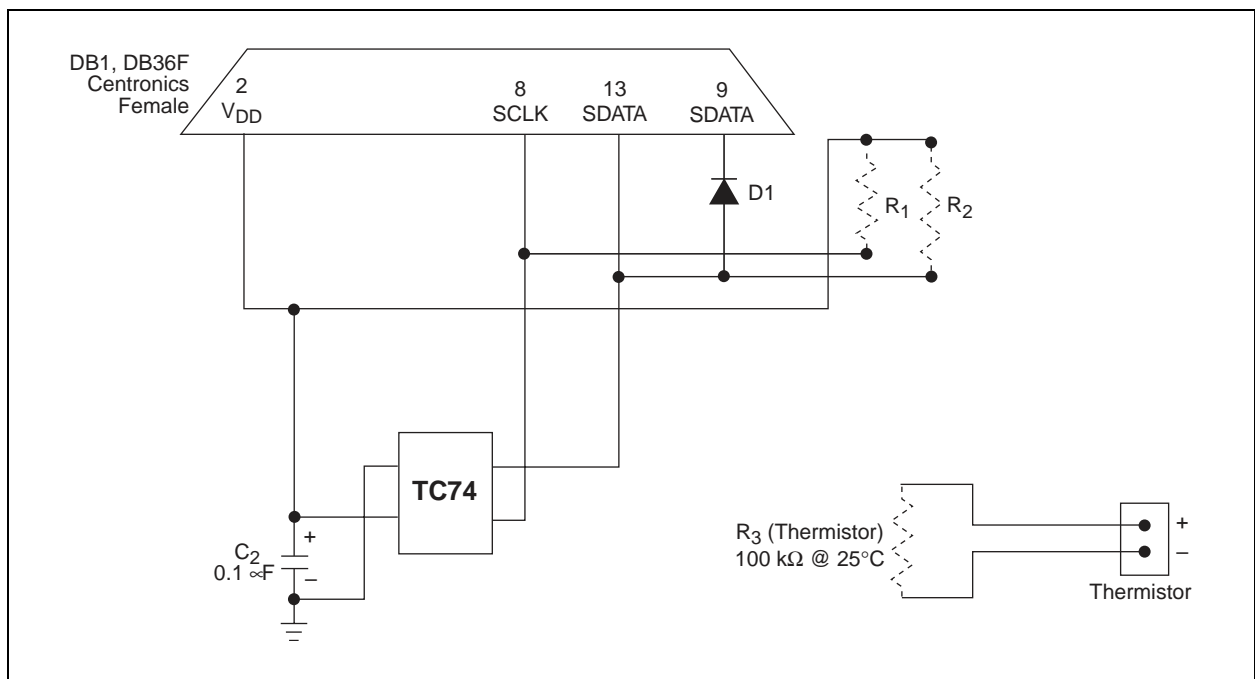 DB1, DB36F
Centronics
Female
2
VDD
8
SCLK
13
SDATA
9
SDATA
D1
R1
R2
TC74
+
C2
0.1 ∝F
–
R3 (Thermistor)
100 kΩ @ 25°C
+
–
Thermistor